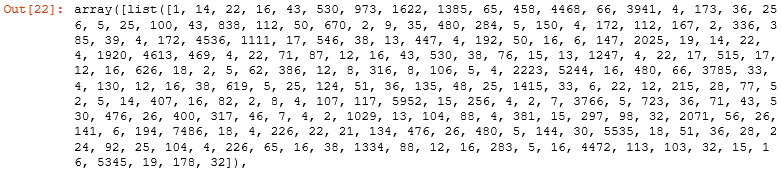 Out[22]: array([list([1, 14, 22, 16, 43, 530, 973, 1622, 1385, 65, 458, 4468, 66, 3941, 4, 173, 36, 256
, 5, 25, 100, 43, 838, 112, 50, 670, 2, 9, 35, 480, 284, 5, 150, 4, 172, 112, 167, 2, 336, 3
85, 39, 4, 172, 4536, 1111, 17, 546, 38, 13, 447, 4, 192, 50, 16, 6, 147, 2025, 19, 14, 22,
4, 1920, 4613, 469, 4, 22, 71, 87, 12, 16, 43, 530, 38, 76, 15, 13, 1247, 4, 22, 17, 515, 17,
12, 16, 626, 18, 2, 5, 62, 386, 12, 8, 316, 8, 106, 5, 4, 2223, 5244, 16, 480, 66, 3785, 33,
4, 130, 12, 16, 38, 619, 5, 25, 124, 51, 36, 135, 48, 25, 1415, 33, 6, 22, 12, 215, 28, 77, 5
2, 5, 14, 407, 16, 82, 2, 8, 4, 107, 117, 5952, 15, 256, 4, 2, 7, 3766, 5, 723, 36, 71, 43, 5
30, 476, 26, 400, 317, 46, 7, 4, 2, 1029, 13, 104, 88, 4, 381, 15, 297, 98, 32, 2071, 56, 26,
141, 6, 194, 7486, 18, 4, 226, 22, 21, 134, 476, 26, 480, 5, 144, 30, 5535, 18, 51, 36, 28, 2
24, 92, 25, 104, 4, 226, 65, 16, 38, 1334, 88, 12, 16, 283, 5, 16, 4472, 113, 103, 32, 15, 1
6, 5345, 19, 178, 32]),